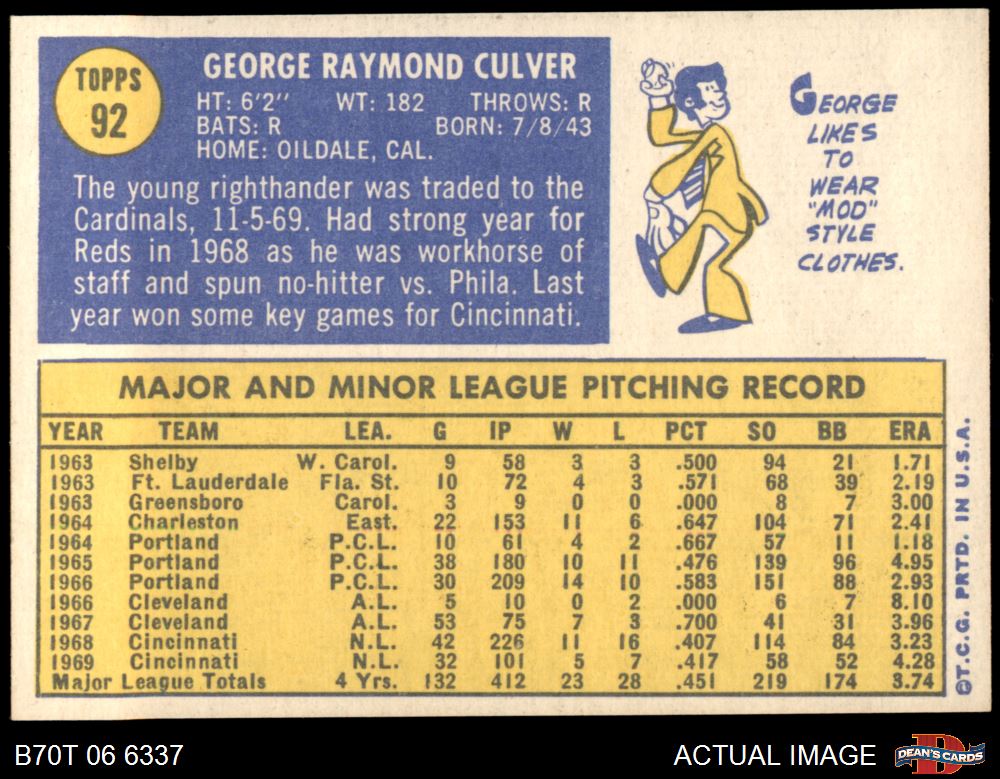 TOPPS
92
GEORGE RAYMOND CULVER
HT: 6'2" WT: 182 THROWS: R
BATS: R BORN: 7/8/43
HOME: OILDALE, CAL.
The young righthander was traded to the
Cardinals, 11-5-69. Had strong year for
Reds in 1968 as he was workhorse of
staff and spun no-hitter vs. Phila. Last
year won some key games for Cincinnati.
GEORGE
LIKES
TO
WEAR
"MOD"
STYLE
CLOTHES.
MAJOR AND MINOR LEAGUE PITCHING RECORD
YEAR TEAM LEA. G IP W L PCT SO BB ERA
1963 Shelby W. Carol. 9 58 3 3 .500 94 21 1.71
1963 Ft. Lauderdale Fla. St. 10 72 4 3 .571 68 39 2.19
1963 Greensboro Carol. 3 9 0 0 .000 8 7 3.00
1964 Charleston East. 22 153 11 6 .647 104 71 2.41
1964 Portland P.C.L. 10 61 4 2 .667 57 11 1.18
1965 Portland P.C.L. 38 180 10 11 .476 139 96 4.95
1966 Portland P.C.L. 30 209 14 10 .583 151 88 2.93
1966 Cleveland A.L. 5 10 0 2 .000 6 7 8.10
1967 Cleveland A.L. 53 75 7 3 .700 41 31 3.96
1968 Cincinnati N.L. 42 226 11 16 .407 114 84 3.23
1969 Cincinnati N.L. 32 101 5 7 .417 58 52 4.28
Major League Totals 4 Yrs. 132 412 23 28 .451 219 174 3.74
©T.C.G. PRTD. IN U.S.A.
B70T 06 6337
ACTUAL IMAGE
D
DEAN'S CARDS